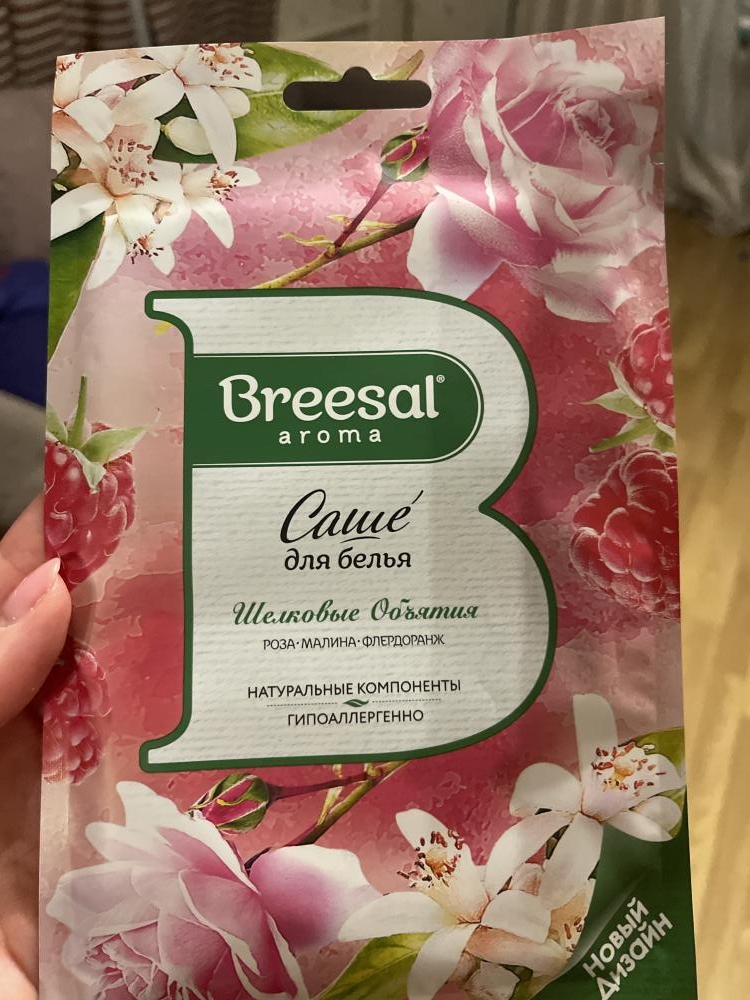 Breesal®
aroma
Саше́
для белья
Шелковые Объятия
РОЗА·МАЛИНА·ФЛЕРДОРАНЖ
НАТУРАЛЬНЫЕ КОМПОНЕНТЫ
ГИПОАЛЛЕРГЕННО
НОВЫЙ
ДИЗАЙН